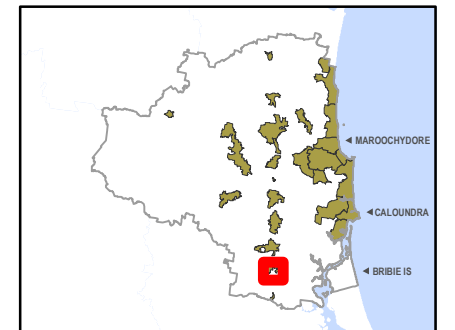 ◄ MAROOCHYDORE
◄ CALOUNDRA
◄ BRIBIE IS